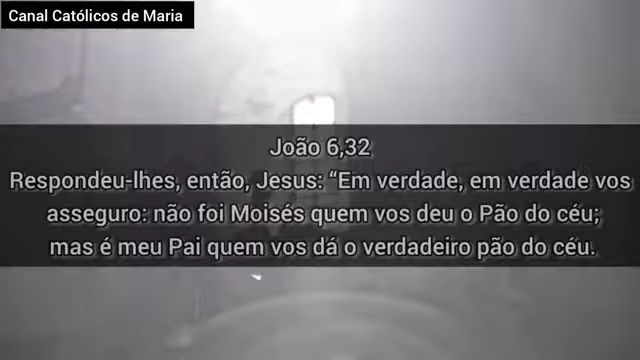 Canal Católicos de Maria
João 6,32
Respondeu-lhes, então, Jesus: “Em verdade, em verdade vos
asseguro: não foi Moisés quem vos deu o Pão do céu;
mas é meu Pai quem vos dá o verdadeiro pão do céu.